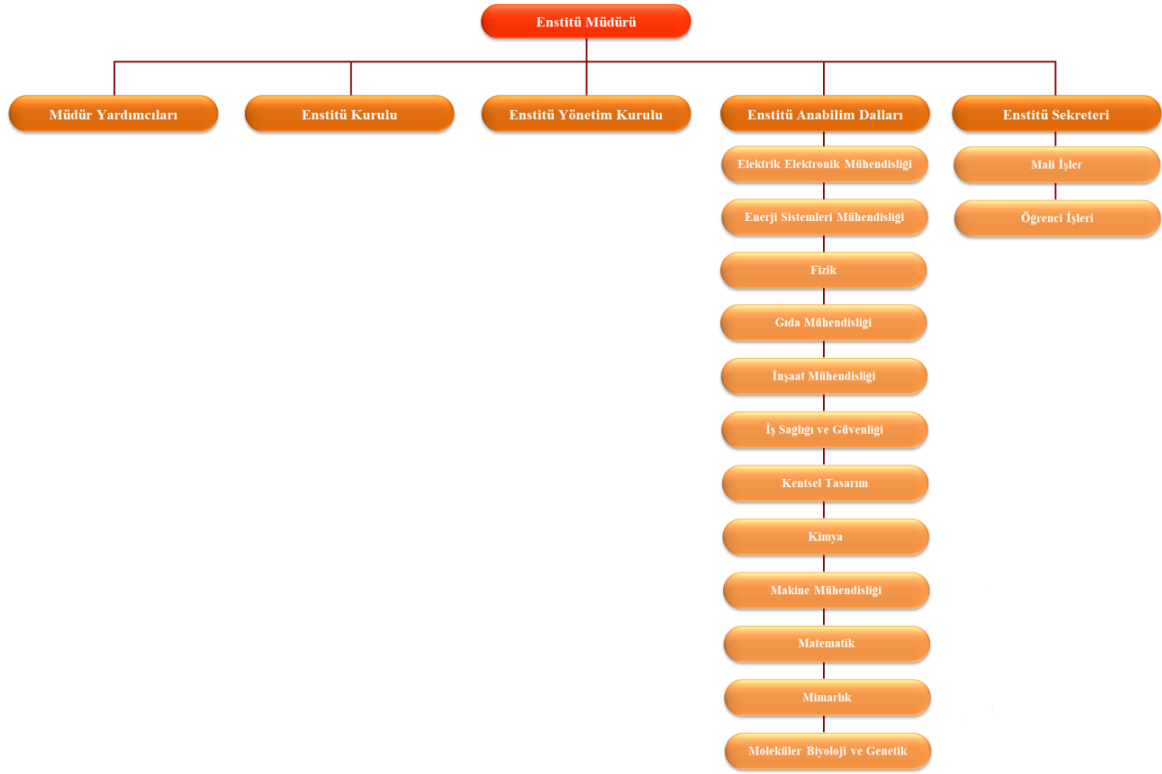 Enstitü Müdürü
Müdür Yardımcıları
Enstitü Kurulu
Enstitü Yönetim Kurulu
Enstitü Anabilim Dalları
Enstitü Sekreteri
Elektrik Elektronik Mühendisliği
Enerji Sistemleri Mühendisliği
Fizik
Gıda Mühendisliği
İnşaat Mühendisliği
İş Sağlığı ve Güvenliği
Kentsel Tasarım
Kimya
Makine Mühendisliği
Matematik
Mimarlık
Moleküler Biyoloji ve Genetik
Mali İşler
Öğrenci İşleri